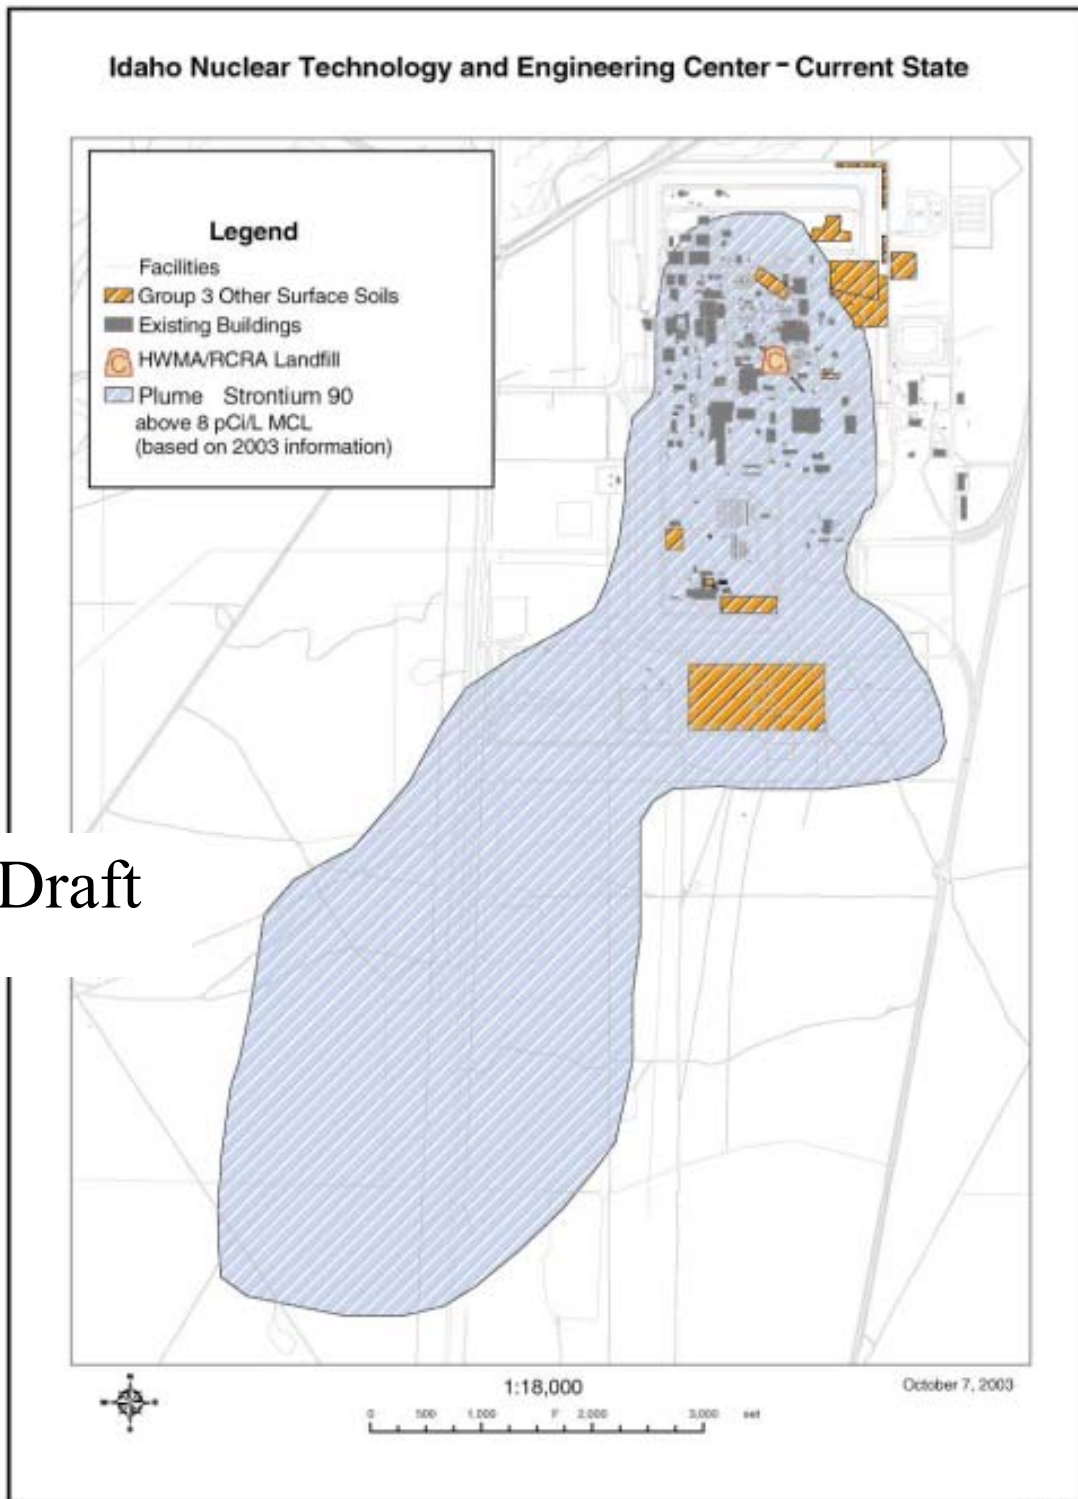 Idaho Nuclear Technology and Engineering Center - Current State
Legend
Facilities
Group 3 Other Surface Soils
Existing Buildings
C HWMA/RCRA Landfill
Plume Strontium 90
above 8 pCi/L MCL
(based on 2003 information)
C
Draft
1:18,000
October 7, 2003
0 500 1,000 F 2,000 3,000 eet